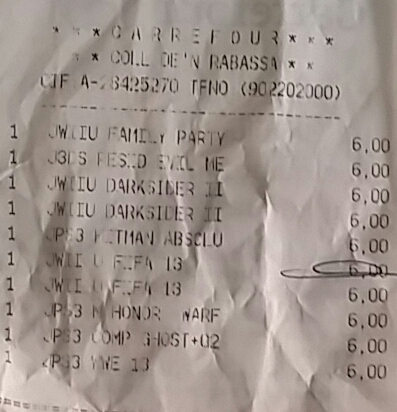 * * * C A R R E F O U R * * *
* * COLL DE'N RABASSA * *
CIF A-28425270 TFNO (902202000)
1 JWIIU FAMILY PARTY 6,00
1 J3DS RESID EVIL ME 6,00
1 JWIIU DARKSIDER II 6,00
1 JWIIU DARKSIDER II 6,00
1 JPS3 HITMAN ABSOLU 6,00
1 JWII U FIFA 13 6,00
1 JWII U FIFA 13 6,00
1 JPS3 M HONOR WARF 6,00
1 JPS3 COMP GHOST+O2 6,00
1 JPS3 WWE 13 6,00